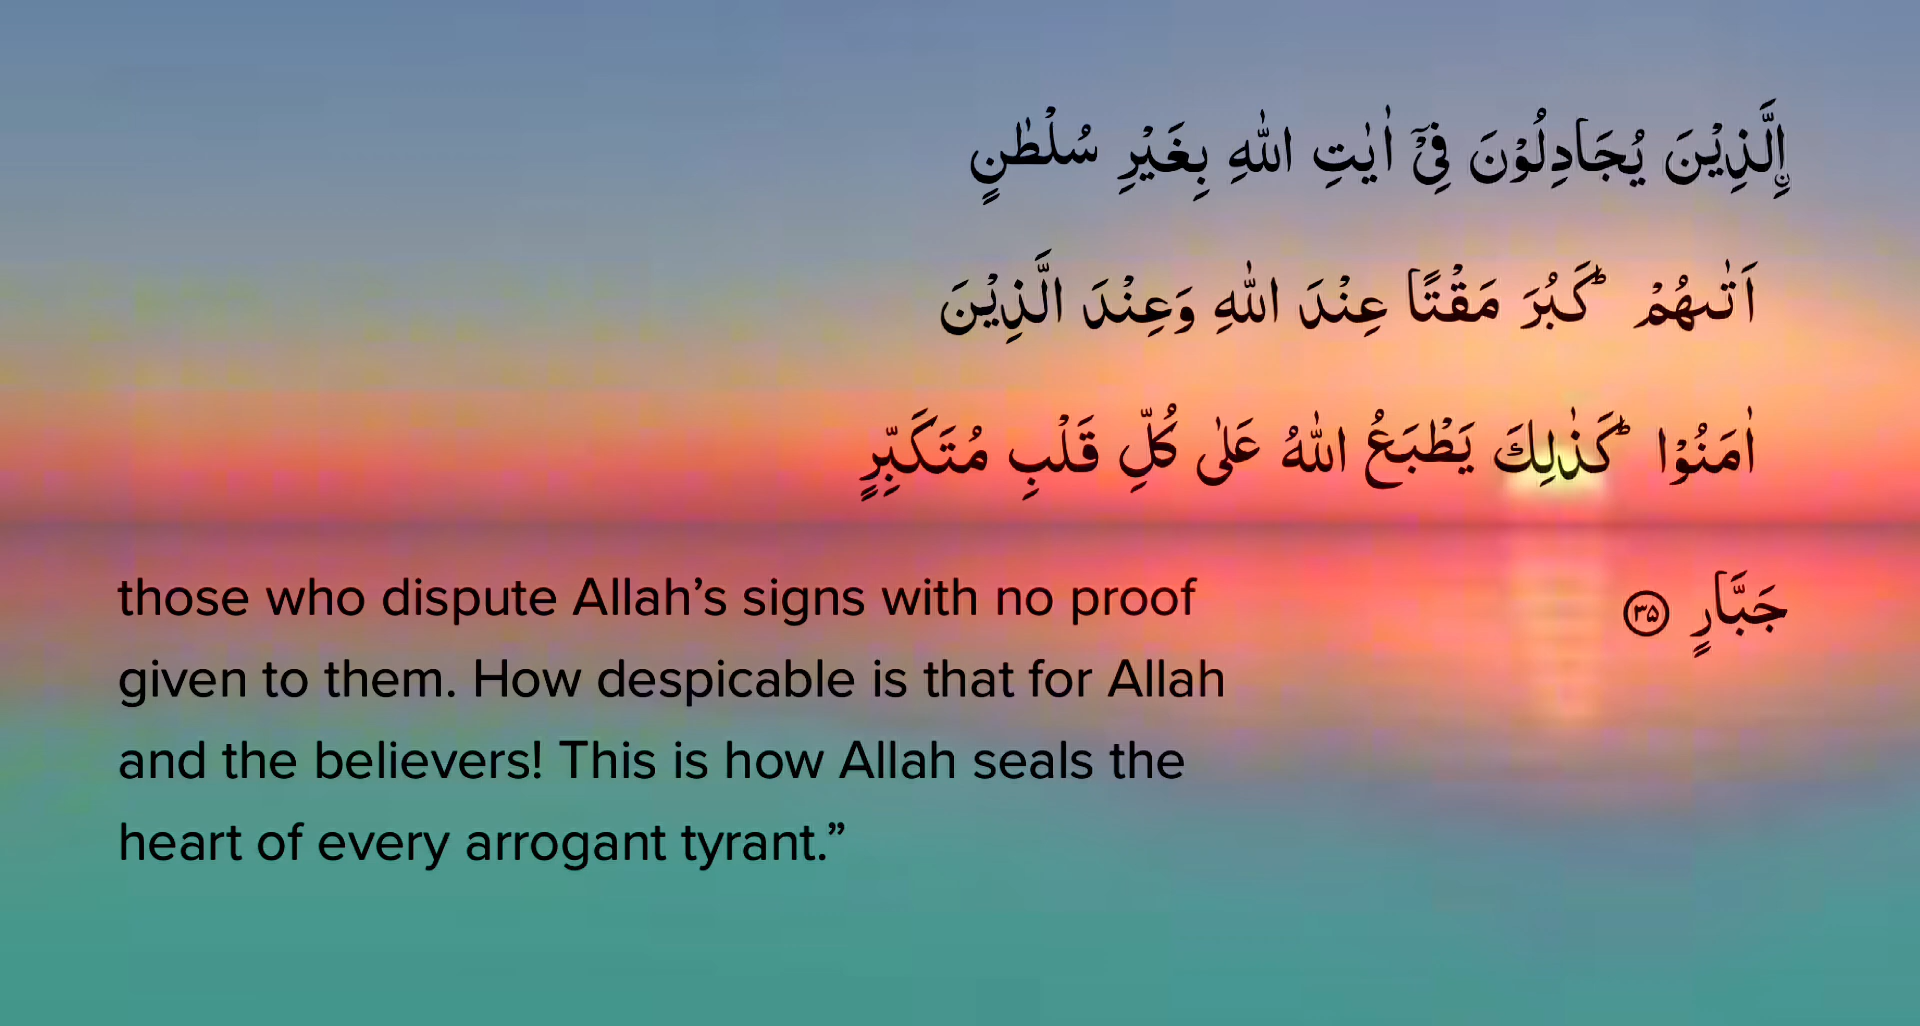 اِ۟لَّذِيْنَ يُجَادِلُوْنَ فِيْۤ اٰيٰتِ اللّٰهِ بِغَيْرِ سُلْطٰنٍ
اَتٰىهُمْ ؕ كَبُرَ مَقْتًا عِنْدَ اللّٰهِ وَعِنْدَ الَّذِيْنَ
اٰمَنُوْا ؕ كَذٰلِكَ يَطْبَعُ اللّٰهُ عَلٰى كُلِّ قَلْبِ مُتَكَبِّرٍ
جَبَّارٍ ۳۵
those who dispute Allah’s signs with no proof
given to them. How despicable is that for Allah
and the believers! This is how Allah seals the
heart of every arrogant tyrant.”